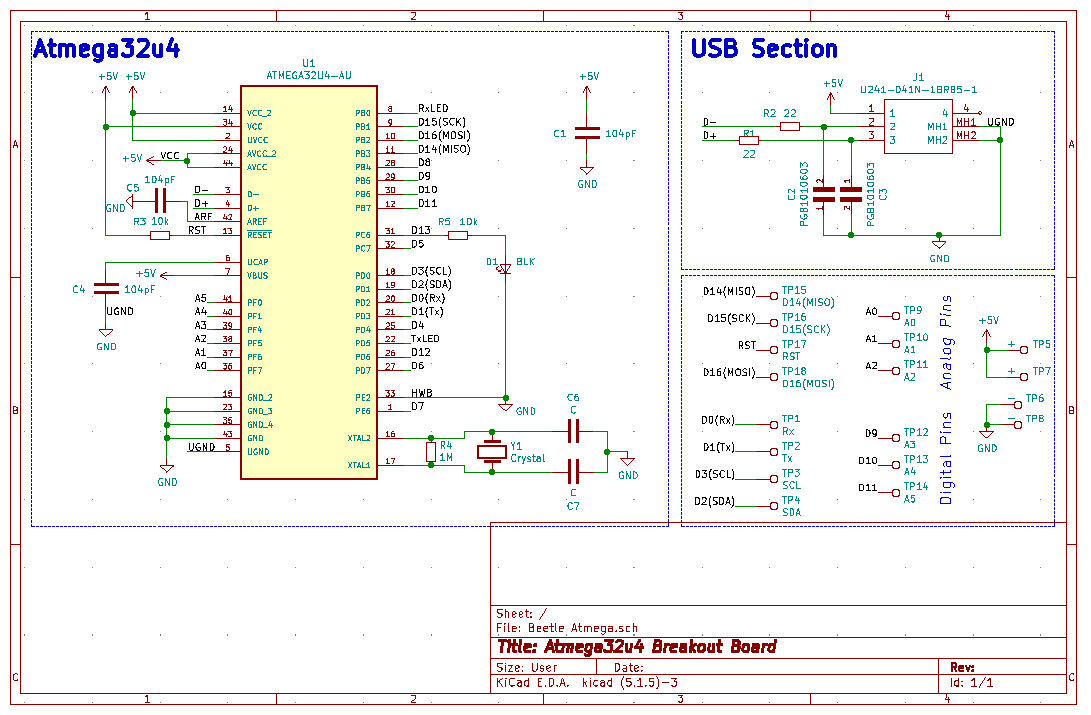 1 2 3 4
A
B
C
Atmega32u4
+5V +5V
U1
ATMEGA32U4-AU
14 VCC_2
34 VCC
2 UVCC
24 AVCC_2
44 AVCC
+5V VCC
104pF
C5
GND
D- 3 D-
D+ 4 D+
ARF 42 AREF
R3 10k RST 13 RESET
6 UCAP
+5V 7 VBUS
C4 104pF
UGND
GND
A5 41 PF0
A4 40 PF1
A3 39 PF4
A2 38 PF5
A1 37 PF6
A0 36 PF7
GND_2
23 GND_3
35 GND_4
43 GND
UGND 5 UGND
GND
PB0 8 RxLED
PB1 9 D15(SCK)
PB2 10 D16(MOSI)
PB3 11 D14(MISO)
PB4 28 D8
PB5 29 D9
PB6 30 D10
PB7 12 D11
PC6 31 D13 R5 10k
PC7 32 D5
D1 BLK
PD0 18 D3(SCL)
PD1 19 D2(SDA)
PD2 20 D0(Rx)
PD3 21 D1(Tx)
PD4 25 D4
PD5 22 TxLED
PD6 26 D12
PD7 27 D6
PE2 33 HWB
PE6 1 D7
GND
XTAL2 16
XTAL1 17
R4
1M
Y1
Crystal
C6
C
C
C7
GND
+5V
C1 104pF
GND
USB Section
+5V
J1
U241-041N-1BR85-1
R2 22
D-
D+
R1
22
1 1
2 2
3 3
4 4
MH1 MH1 UGND
MH2 MH2
C2
PGB1010603
2 1
1 2
PGB1010603
C3
GND
D14(MISO) TP15
D14(MISO)
D15(SCK) TP16
D15(SCK)
RST TP17
RST
D16(MOSI) TP18
D16(MOSI)
D0(Rx) TP1
Rx
D1(Tx) TP2
Tx
D3(SCL) TP3
SCL
D2(SDA) TP4
SDA
A0 TP9
A0
A1 TP10
A1
A2 TP11
A2
D9 TP12
A3
D10 TP13
A4
D11 TP14
A5
Analog Pins
Digital Pins
+5V
+ TP5
+ TP7
- TP6
- TP8
GND
Sheet: /
File: Beetle Atmega.sch
Title: Atmega32u4 Breakout Board
Size: User Date: Rev:
KiCad E.D.A. kicad (5.1.5)-3 Id: 1/1
A
B
C
1 2 3 4